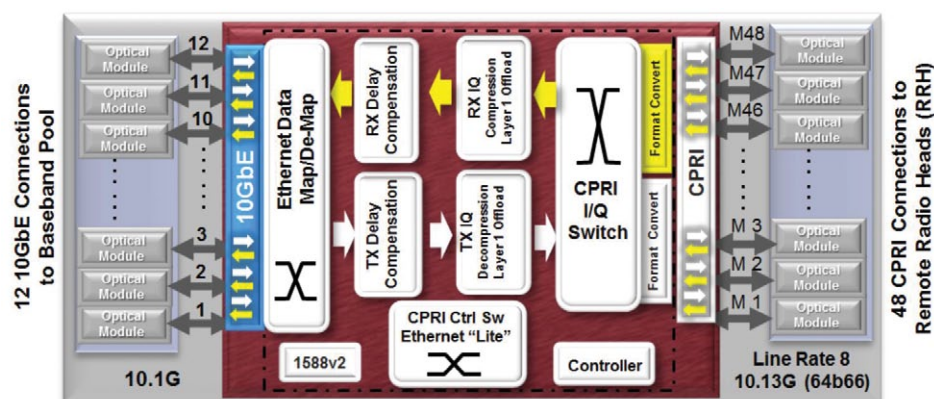 12 10GbE Connections
to Baseband Pool
Optical
Module
12
Optical
Module
11
Optical
Module
10
Optical
Module
3
Optical
Module
2
Optical
Module
1
10.1G
10GbE
Ethernet Data
Map/De-Map
RX Delay
Compensation
RX IQ
Compression
Layer 1 Offload
TX Delay
Compensation
TX IQ
Decompression
Layer 1 Offload
CPRI
I/Q
Switch
Format Convert
Format Convert
CPRI
1588v2
CPRI Ctrl Sw
Ethernet “Lite”
Controller
M48
Optical
Module
M47
Optical
Module
M46
Optical
Module
M 3
Optical
Module
M 2
Optical
Module
M 1
Optical
Module
Line Rate 8
10.13G (64b66)
48 CPRI Connections to
Remote Radio Heads (RRH)